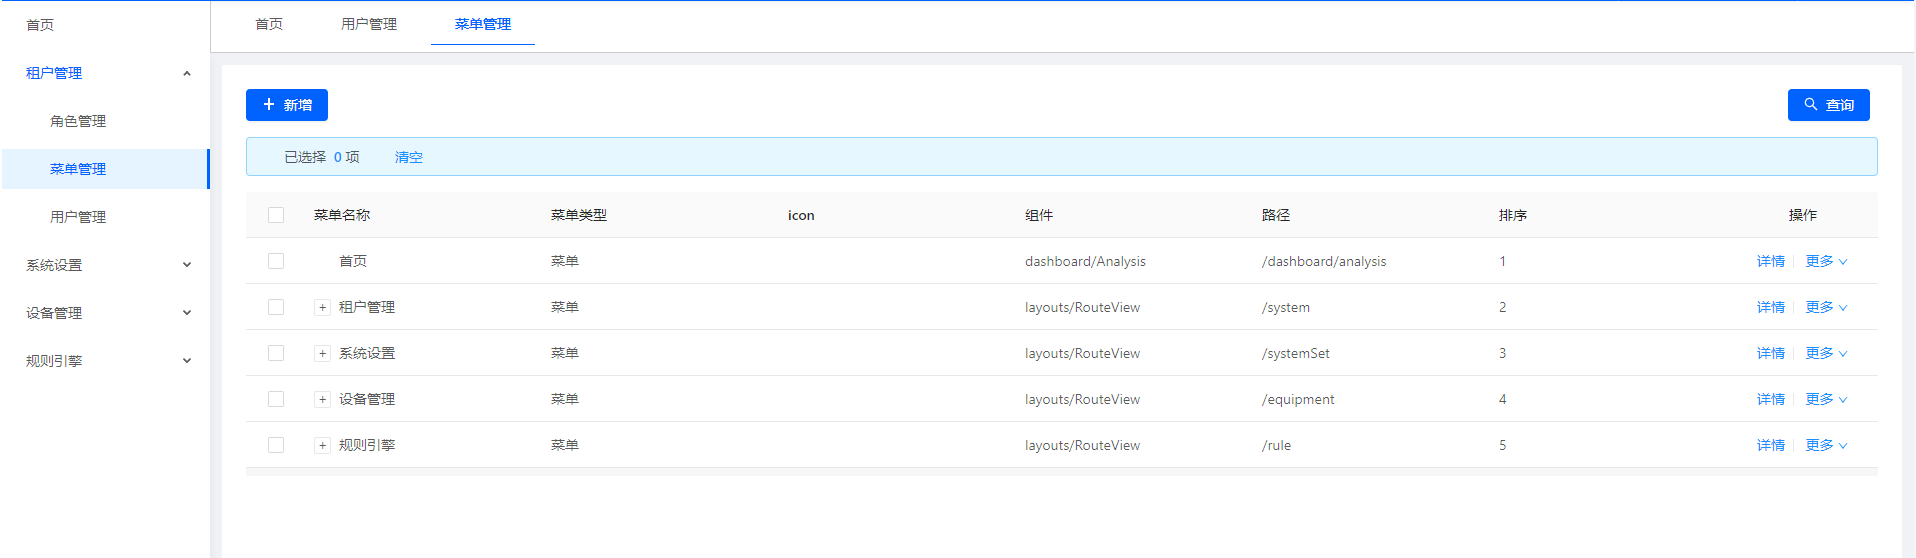 首页
租户管理
角色管理
菜单管理
用户管理
系统设置
设备管理
规则引擎
首页 用户管理 菜单管理
新增 查询
已选择 0 项 清空
菜单名称 菜单类型 icon 组件 路径 排序 操作
首页 菜单 dashboard/Analysis /dashboard/analysis 1 详情 更多
+ 租户管理 菜单 layouts/RouteView /system 2 详情 更多
+ 系统设置 菜单 layouts/RouteView /systemSet 3 详情 更多
+ 设备管理 菜单 layouts/RouteView /equipment 4 详情 更多
+ 规则引擎 菜单 layouts/RouteView /rule 5 详情 更多